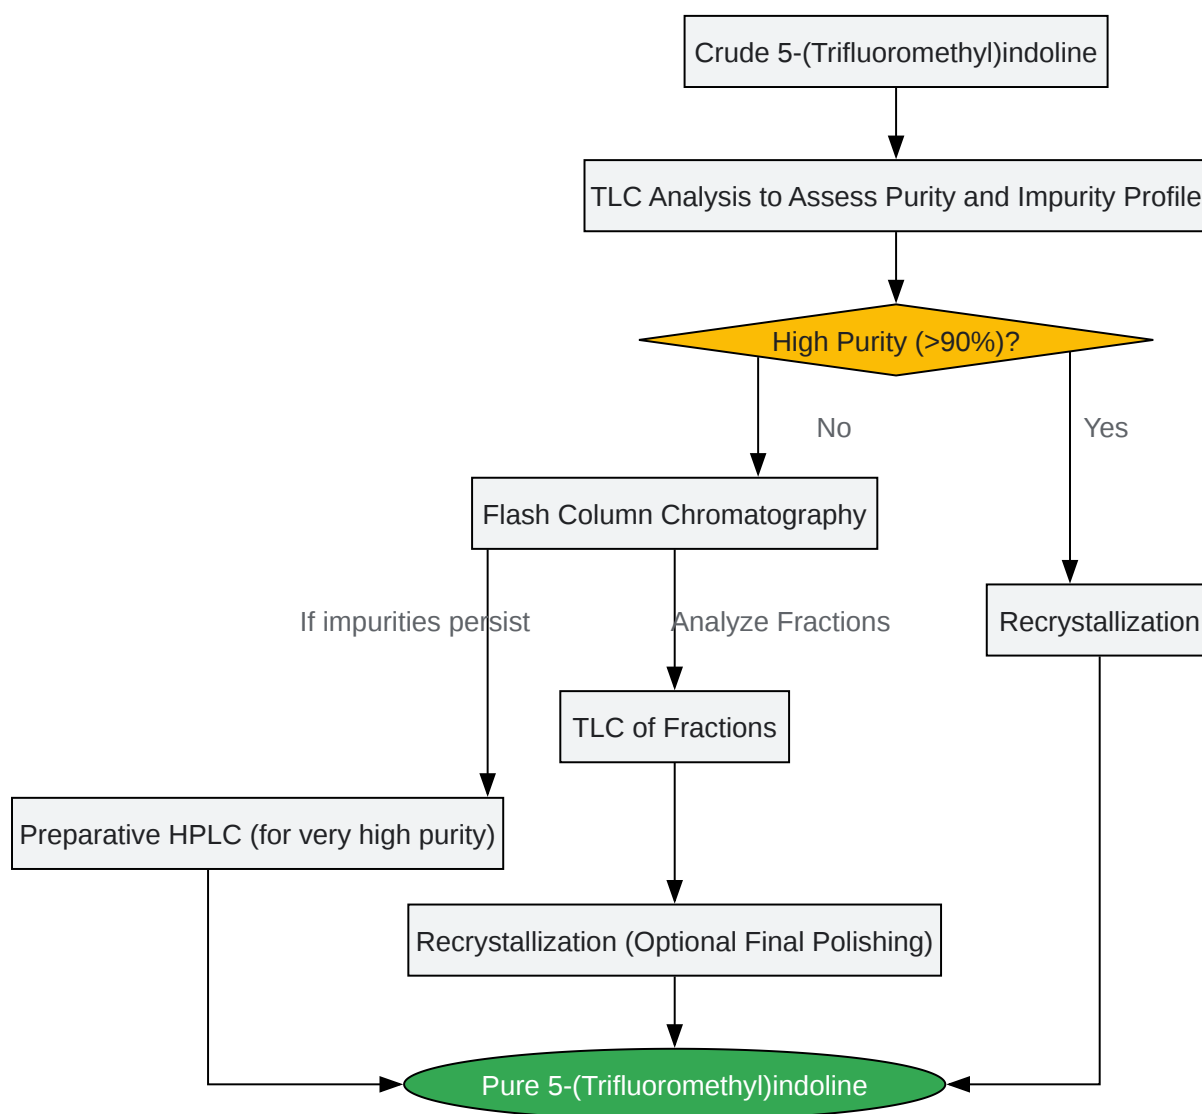 Crude 5-(Trifluoromethyl)indoline
TLC Analysis to Assess Purity and Impurity Profile
High Purity (>90%)?
No
Yes
Flash Column Chromatography
If impurities persist
Analyze Fractions
Recrystallization
TLC of Fractions
Preparative HPLC (for very high purity)
Recrystallization (Optional Final Polishing)
Pure 5-(Trifluoromethyl)indoline